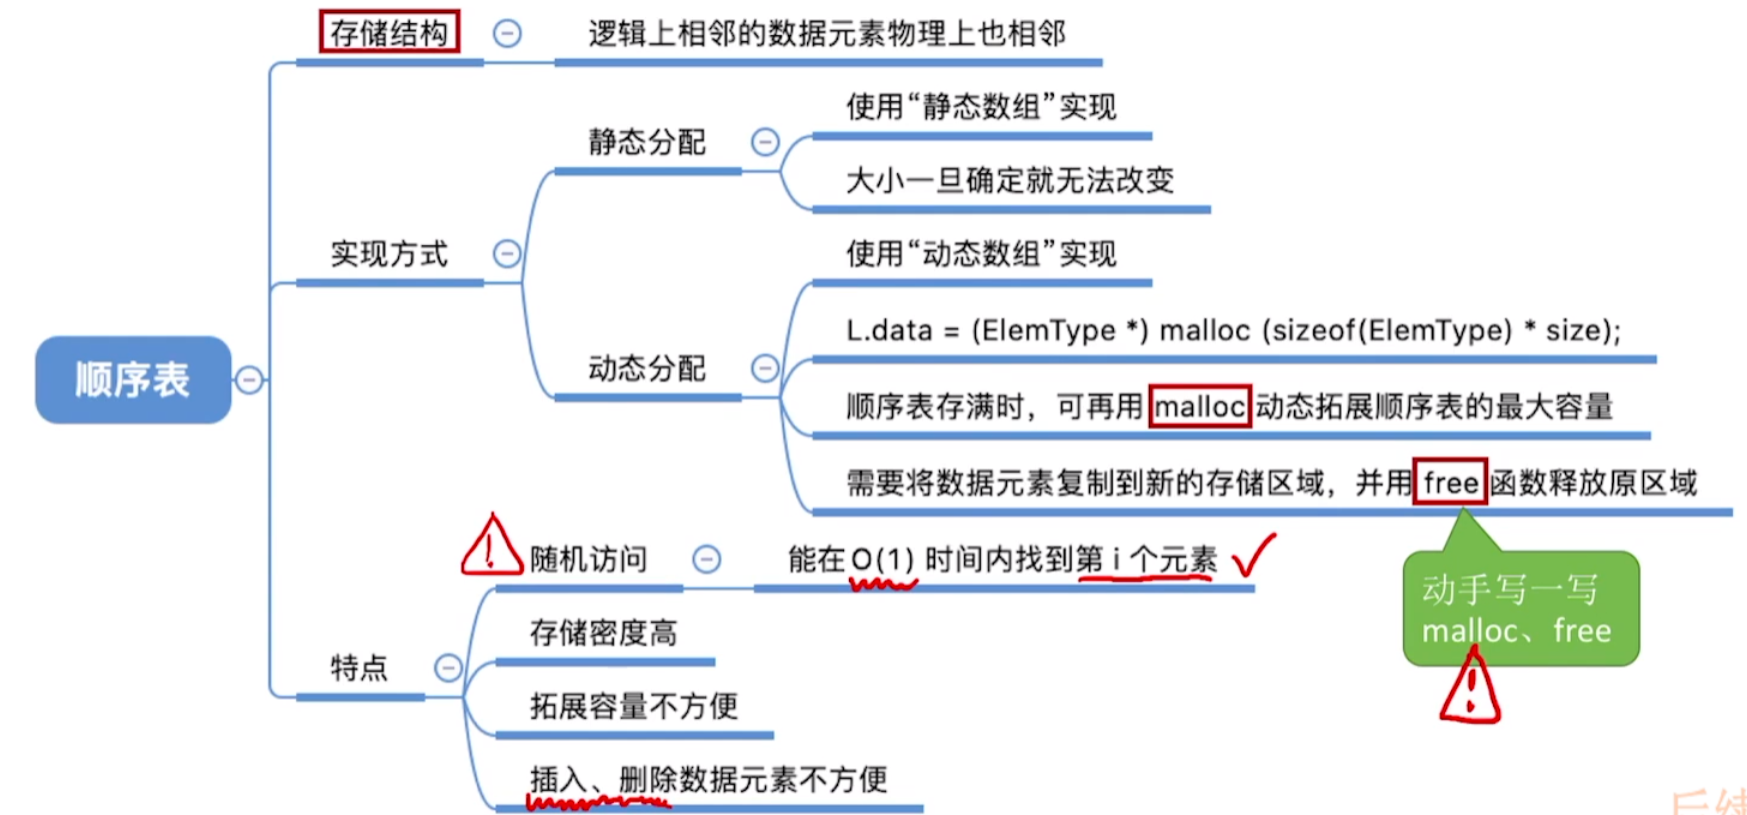 存储结构
逻辑上相邻的数据元素物理上也相邻
使用“静态数组”实现
静态分配
大小一旦确定就无法改变
实现方式
使用“动态数组”实现
L.data = (ElemType *) malloc (sizeof(ElemType) * size);
动态分配
顺序表
顺序表存满时，可再用 malloc 动态拓展顺序表的最大容量
需要将数据元素复制到新的存储区域，并用 free 函数释放原区域
随机访问
能在 O(1) 时间内找到第 i 个元素
动手写一写
malloc、free
存储密度高
特点
拓展容量不方便
插入、删除数据元素不方便